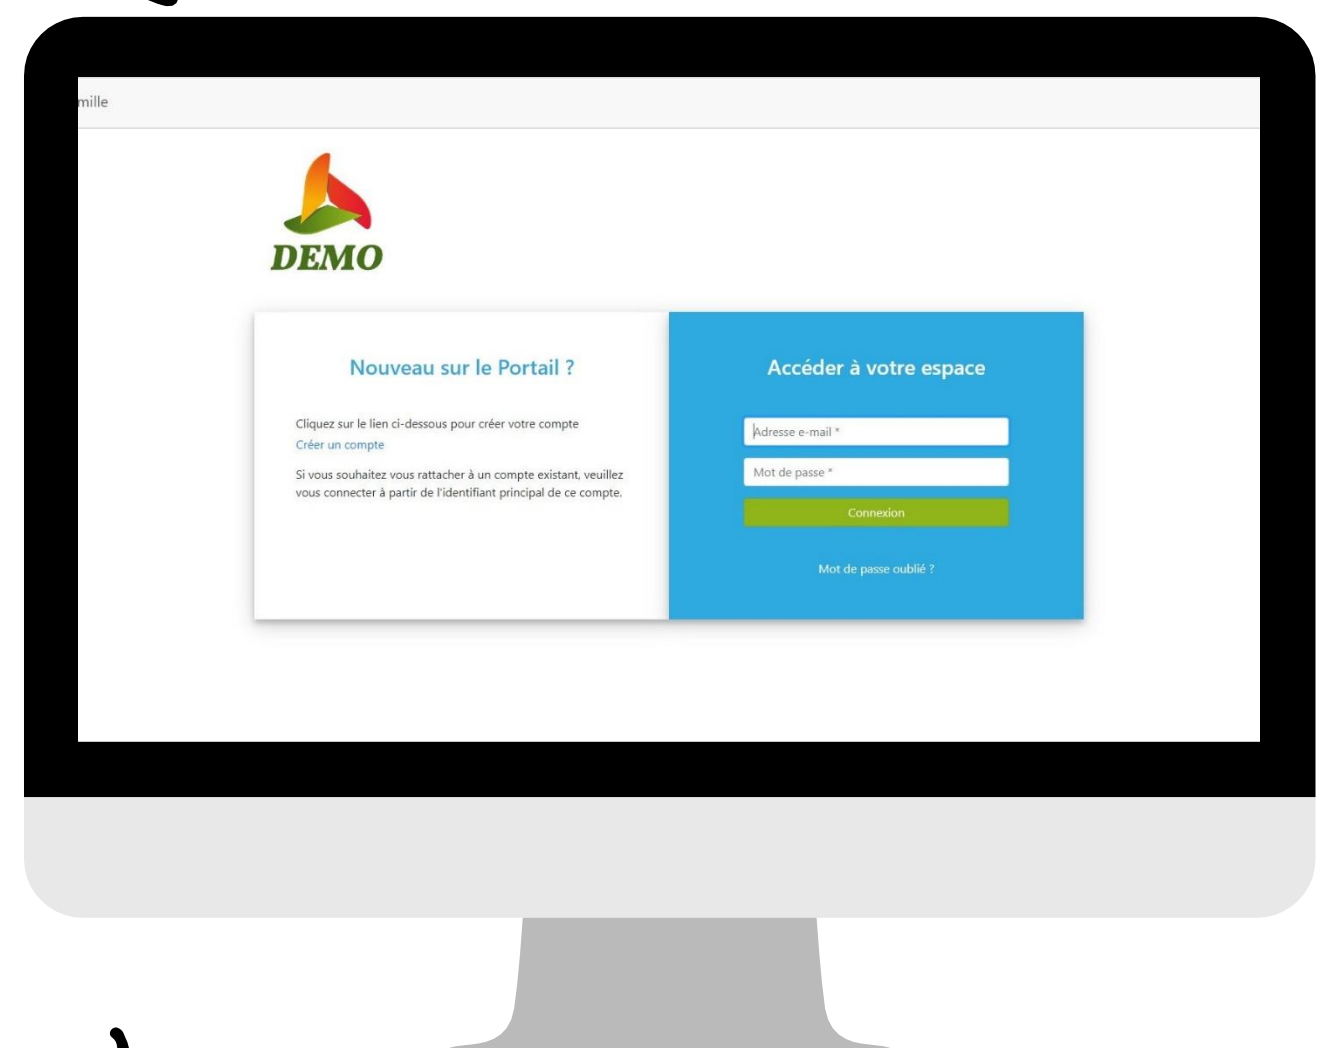 mille
DEMO
Nouveau sur le Portail ?
Cliquez sur le lien ci-dessous pour créer votre compte
Créer un compte
Si vous souhaitez vous rattacher à un compte existant, veuillez
vous connecter à partir de l'identifiant principal de ce compte.
Accéder à votre espace
Adresse e-mail *
Mot de passe *
Connexion
Mot de passe oublié ?